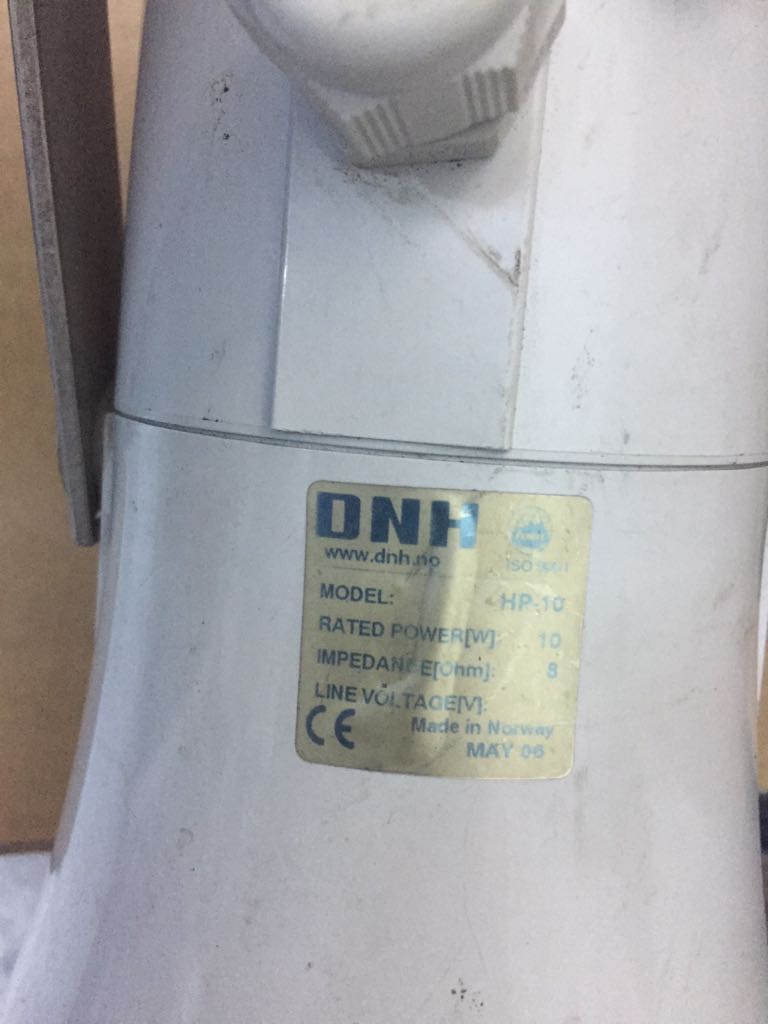 DNH
www.dnh.no
ISO 9001
MODEL: HP-10
RATED POWER[W]: 10
IMPEDANCE[Ohm]: 8
LINE VOLTAGE[V]:
CE Made in Norway
MAY 06